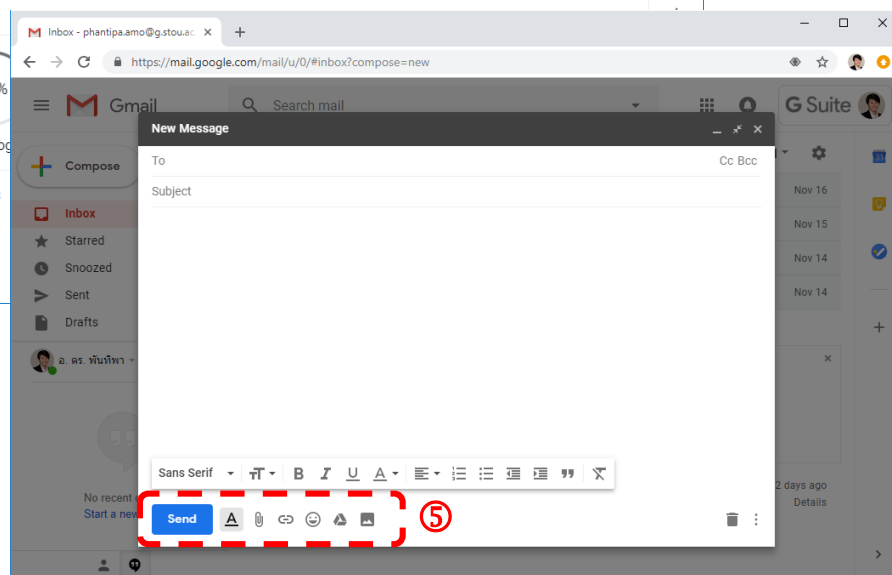 Inbox - phantipa.amo@g.stou.ac
https://mail.google.com/mail/u/0/#inbox?compose=new
%
Gmail
Search mail
G Suite
New Message
To
Cc Bcc
Compose
Subject
Nov 16
Inbox
Nov 15
Starred
Snoozed
Nov 14
Sent
Nov 14
Drafts
อ. ดร. พันทิพา
Sans Serif
B I U A
2 days ago
No recent
Details
Start a new
Send
A
⑤